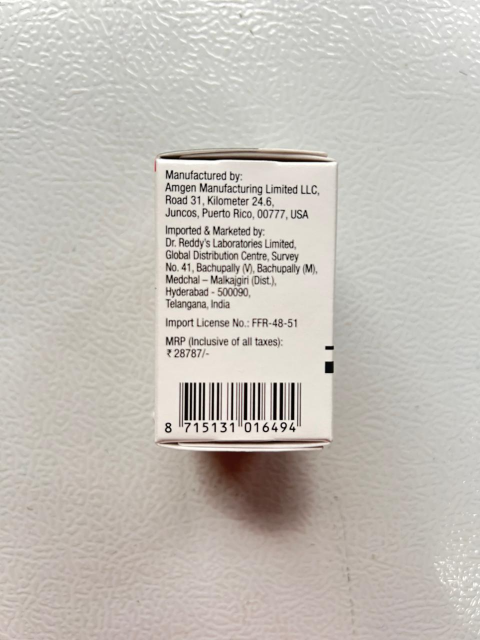 Manufactured by:
Amgen Manufacturing Limited LLC,
Road 31, Kilometer 24.6,
Juncos, Puerto Rico, 00777, USA
Imported & Marketed by:
Dr. Reddy's Laboratories Limited,
Global Distribution Centre, Survey
No. 41, Bachupally (V), Bachupally (M),
Medchal – Malkajgiri (Dist.),
Hyderabad - 500090,
Telangana, India
Import License No.: FFR-48-51
MRP (Inclusive of all taxes):
₹ 28787/-
8 715131 016494